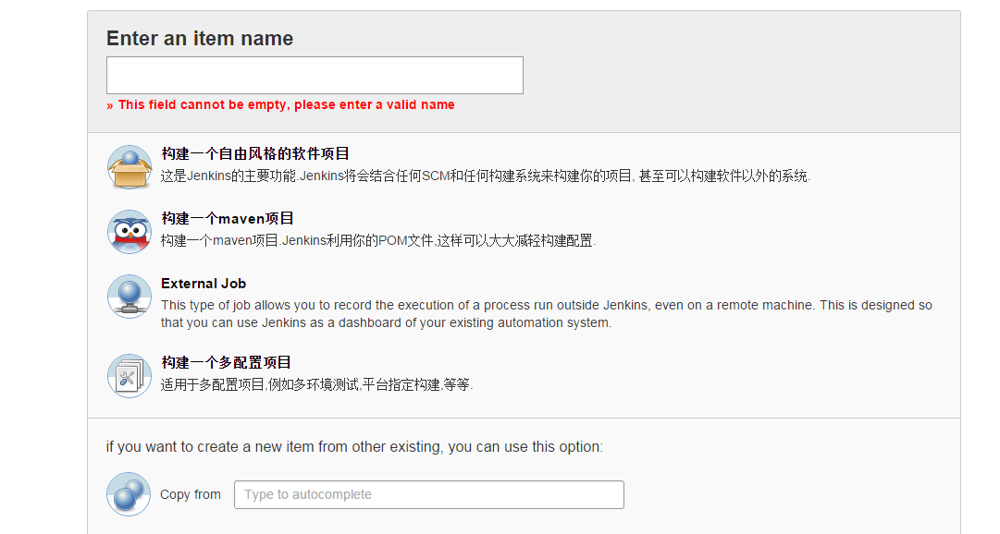 Enter an item name
» This field cannot be empty, please enter a valid name
构建一个自由风格的软件项目
这是Jenkins的主要功能.Jenkins将会结合任何SCM和任何构建系统来构建你的项目, 甚至可以构建软件以外的系统.
构建一个maven项目
构建一个maven项目.Jenkins利用你的POM文件,这样可以大大减轻构建配置.
External Job
This type of job allows you to record the execution of a process run outside Jenkins, even on a remote machine. This is designed so
that you can use Jenkins as a dashboard of your existing automation system.
构建一个多配置项目
适用于多配置项目,例如多环境测试,平台指定构建,等等.
if you want to create a new item from other existing, you can use this option:
Copy from
Type to autocomplete